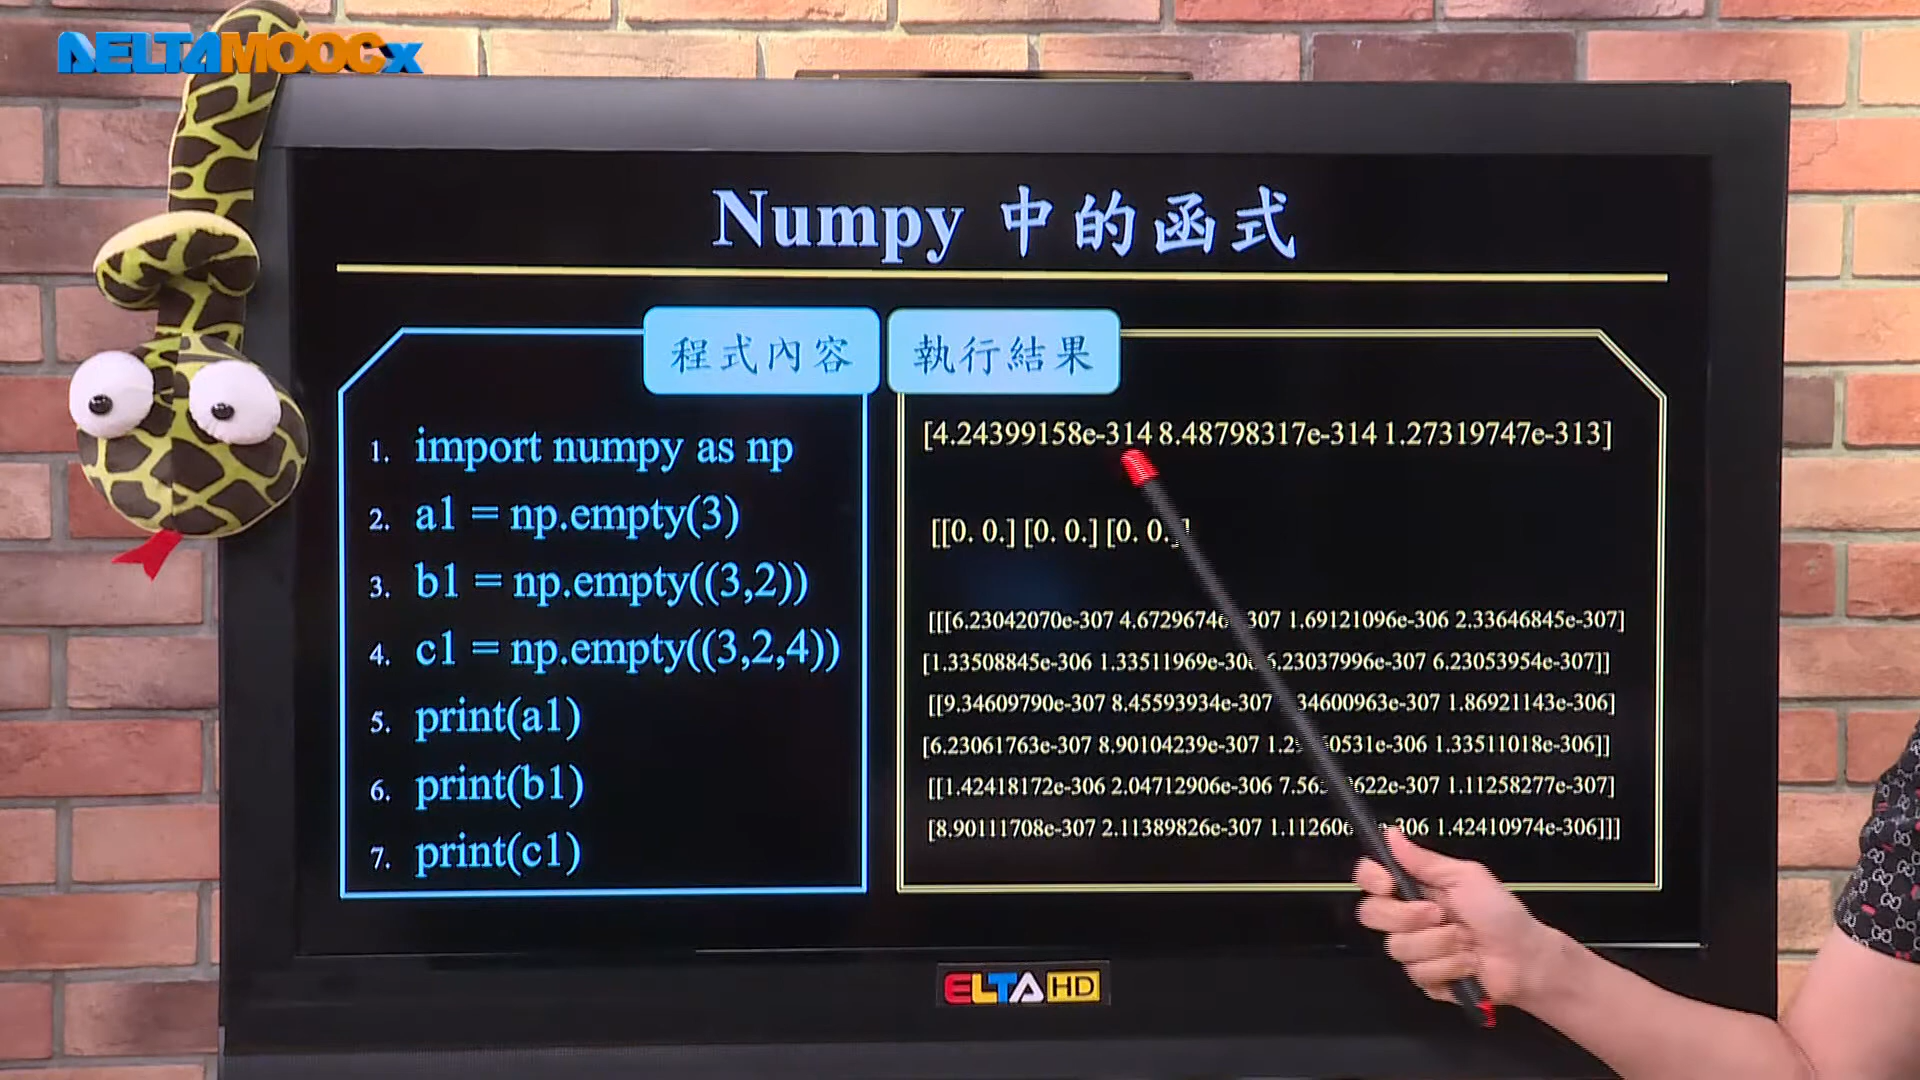 DELTAMOOCx
Numpy 中的函式
程式內容
執行結果
1. import numpy as np
2. a1 = np.empty(3)
3. b1 = np.empty((3,2))
4. c1 = np.empty((3,2,4))
5. print(a1)
6. print(b1)
7. print(c1)
[4.24399158e-314 8.48798317e-314 1.27319747e-313]
[[0. 0.] [0. 0.] [0. 0.]]
[[[6.23042070e-307 307 1.69121096e-306 2.33646845e-307]
[1.33508845e-306 6.23037996e-307 6.23053954e-307]]
[[9.34609790e-307 8.45593934e-307 1.86921143e-306]
[6.23061763e-307 8.90104239e-307 1.33511018e-306]]
[[1.42418172e-306 2.04712906e-306 1.11258277e-307]
[8.90111708e-307 2.11389826e-307 1.42410974e-306]]]
ELTA HD